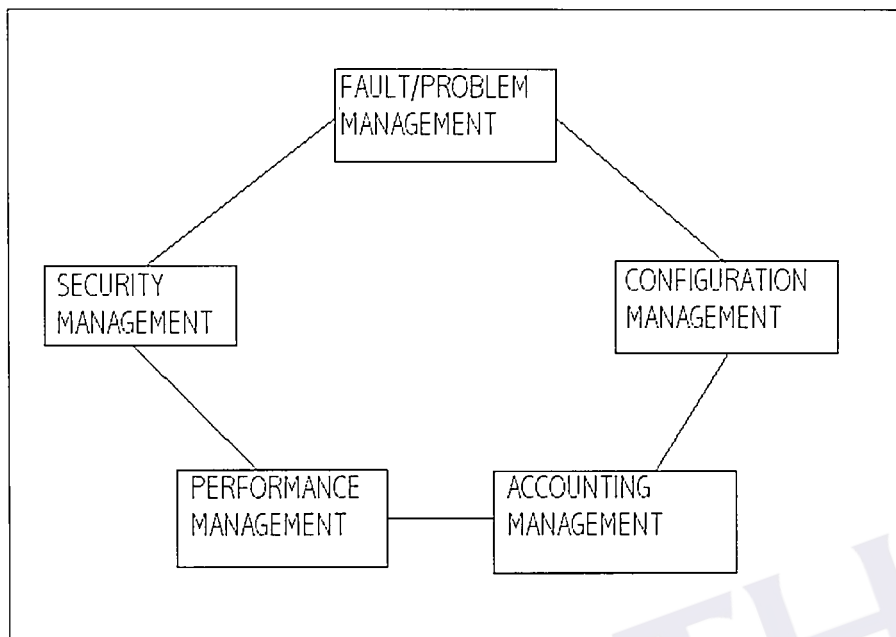 FAULT/PROBLEM
MANAGEMENT
SECURITY
MANAGEMENT
CONFIGURATION
MANAGEMENT
PERFORMANCE
MANAGEMENT
ACCOUNTING
MANAGEMENT